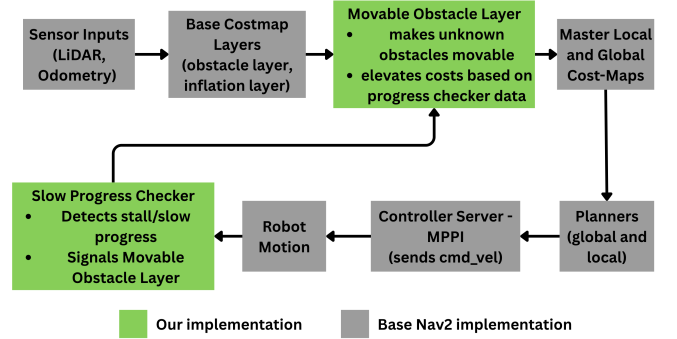 Sensor Inputs
(LiDAR,
Odometry)
Base Costmap
Layers
(obstacle layer,
inflation layer)
Movable Obstacle Layer
• makes unknown
obstacles movable
• elevates costs based on
progress checker data
Master Local
and Global
Cost-Maps
Slow Progress Checker
• Detects stall/slow
progress
• Signals Movable
Obstacle Layer
Robot
Motion
Controller Server -
MPPI
(sends cmd_vel)
Planners
(global and
local)
Our implementation
Base Nav2 implementation